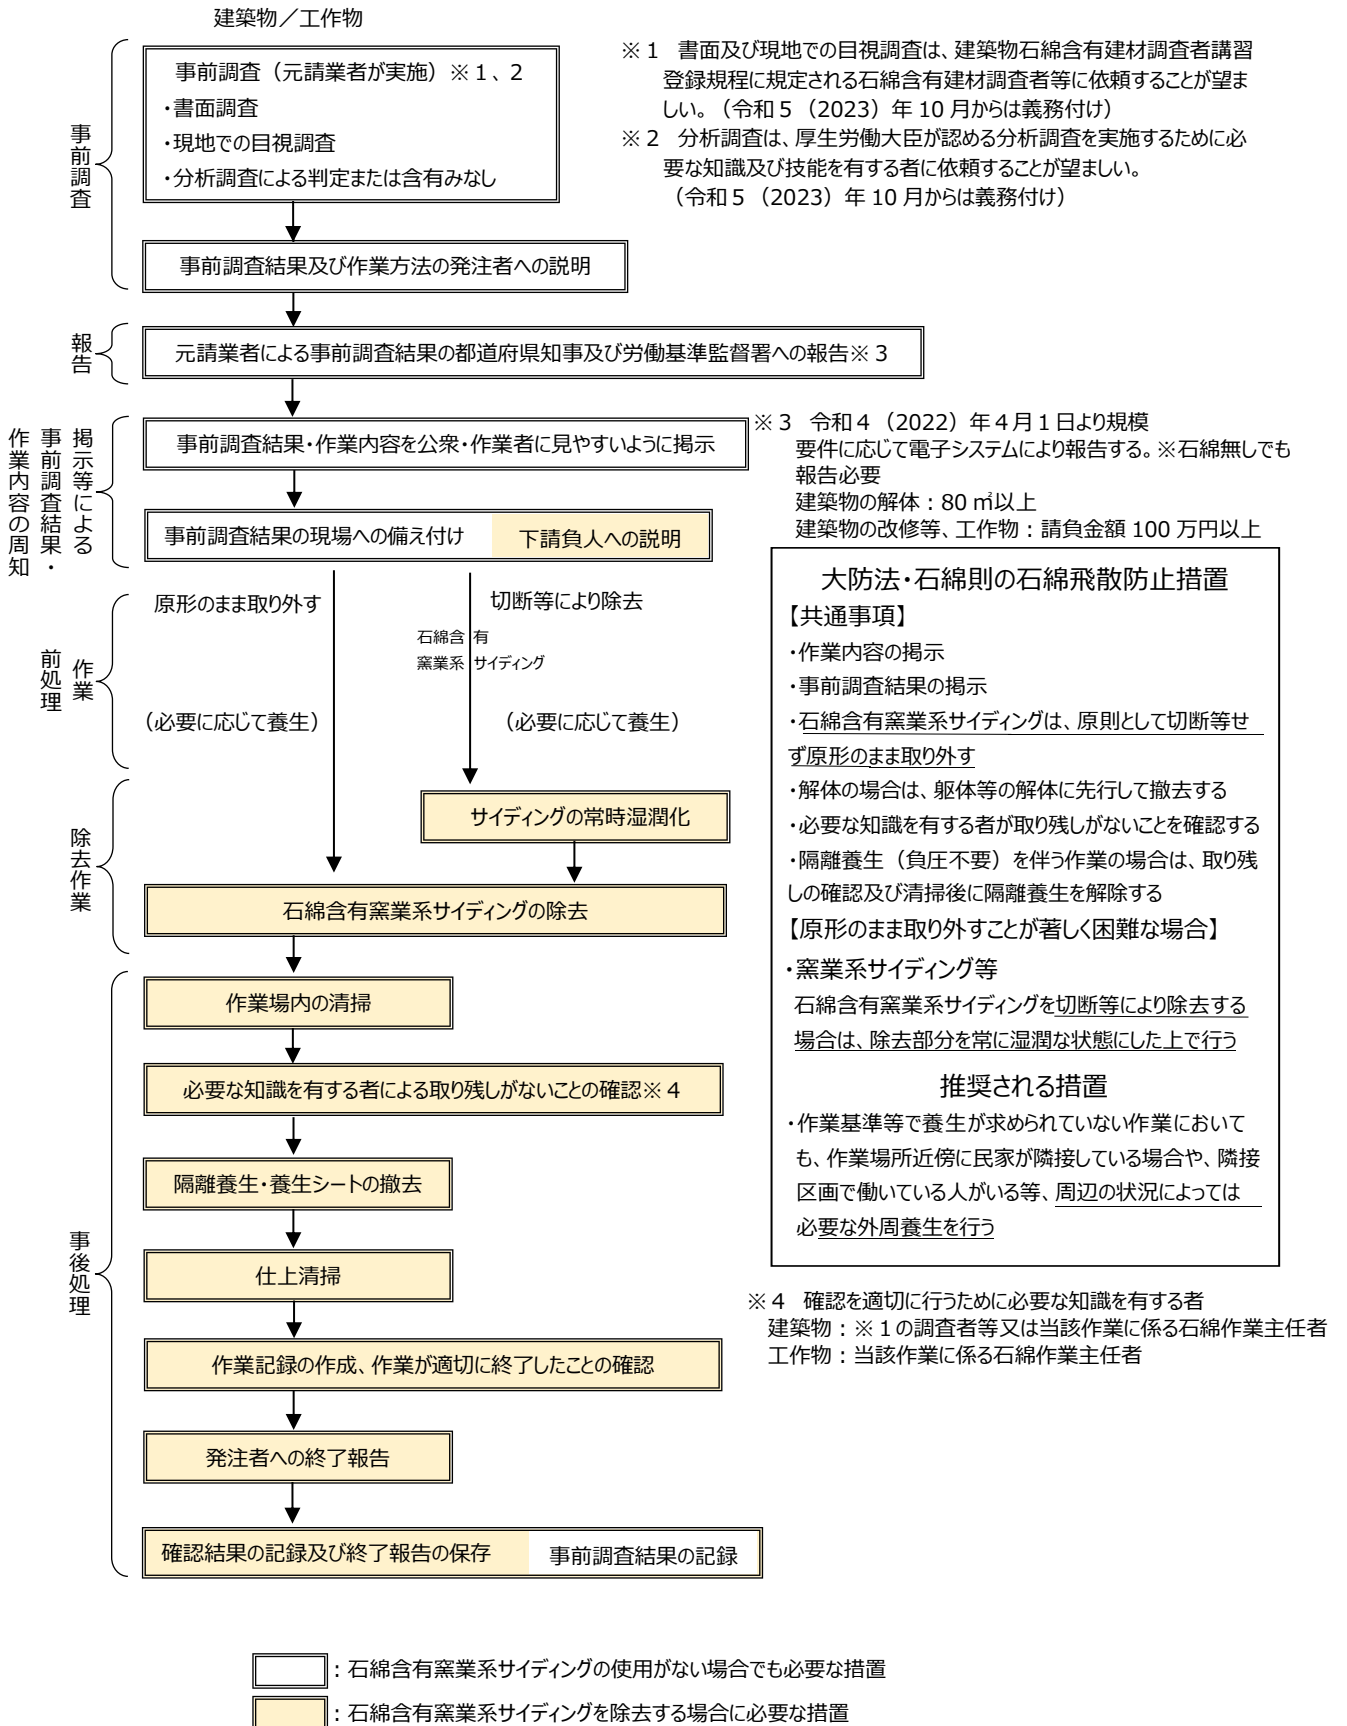 建築物／工作物
事前調査（元請業者が実施）※１、２
・書面調査
・現地での目視調査
・分析調査による判定または含有みなし
※１　書面及び現地での目視調査は、建築物石綿含有建材調査者講習
登録規程に規定される石綿含有建材調査者等に依頼することが望ま
しい。（令和５（2023）年 10 月からは義務付け）
※２　分析調査は、厚生労働大臣が認める分析調査を実施するために必
要な知識及び技能を有する者に依頼することが望ましい。
（令和５（2023）年 10 月からは義務付け）
事前調査
事前調査結果及び作業方法の発注者への説明
報告
元請業者による事前調査結果の都道府県知事及び労働基準監督署への報告※３
掲示等による
事前調査結果・
作業内容の周知
事前調査結果・作業内容を公衆・作業者に見やすいように掲示
事前調査結果の現場への備え付け
下請負人への説明
※３　令和４（2022）年４月１日より規模
要件に応じて電子システムにより報告する。※石綿無しでも
報告必要
建築物の解体：80 ㎡以上
建築物の改修等、工作物：請負金額 100 万円以上
作業
前処理
原形のまま取り外す
切断等により除去
石綿含有
窯業系サイディング
（必要に応じて養生）
（必要に応じて養生）
除去作業
サイディングの常時湿潤化
石綿含有窯業系サイディングの除去
事後処理
作業場内の清掃
必要な知識を有する者による取り残しがないことの確認※４
隔離養生・養生シートの撤去
仕上清掃
作業記録の作成、作業が適切に終了したことの確認
発注者への終了報告
確認結果の記録及び終了報告の保存
事前調査結果の記録
大防法・石綿則の石綿飛散防止措置
【共通事項】
・作業内容の掲示
・事前調査結果の掲示
・石綿含有窯業系サイディングは、原則として切断等せ
ず原形のまま取り外す
・解体の場合は、躯体等の解体に先行して撤去する
・必要な知識を有する者が取り残しがないことを確認する
・隔離養生（負圧不要）を伴う作業の場合は、取り残
しの確認及び清掃後に隔離養生を解除する
【原形のまま取り外すことが著しく困難な場合】
・窯業系サイディング等
石綿含有窯業系サイディングを切断等により除去する
場合は、除去部分を常に湿潤な状態にした上で行う
推奨される措置
・作業基準等で養生が求められていない作業において
も、作業場所近傍に民家が隣接している場合や、隣接
区画で働いている人がいる等、周辺の状況によっては
必要な外周養生を行う
※４　確認を適切に行うために必要な知識を有する者
建築物：※１の調査者等又は当該作業に係る石綿作業主任者
工作物：当該作業に係る石綿作業主任者
：石綿含有窯業系サイディングの使用がない場合でも必要な措置
：石綿含有窯業系サイディングを除去する場合に必要な措置